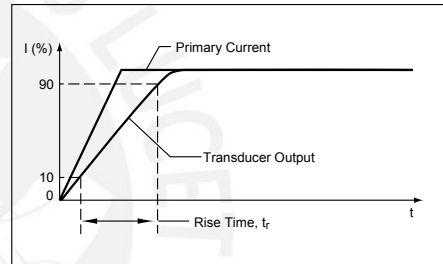 I (%)
Primary Current
90
Transducer Output
10
0
t
Rise Time, tr